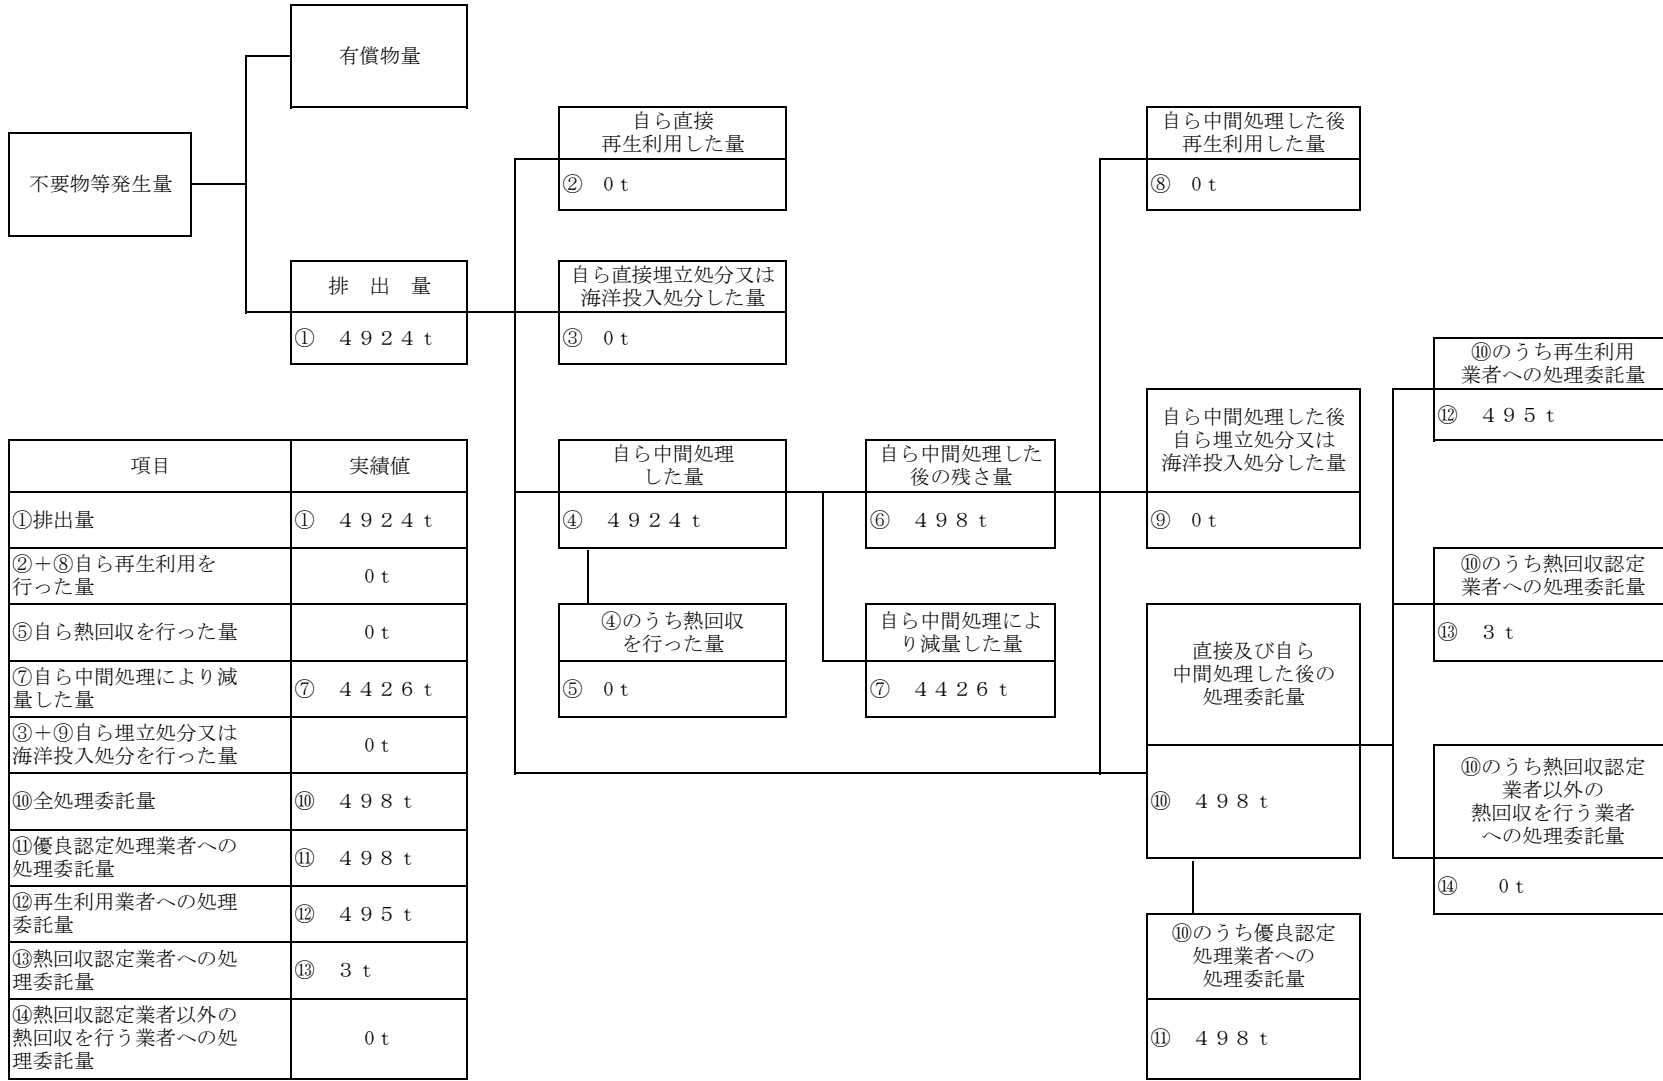 有償物量
不要物等発生量
排　出　量
①　４９２４ｔ
自ら直接
再生利用した量
②　０ｔ
自ら直接埋立処分又は
海洋投入処分した量
③　０ｔ
自ら中間処理
した量
④　４９２４ｔ
④のうち熱回収
を行った量
⑤　０ｔ
自ら中間処理した
後の残さ量
⑥　４９８ｔ
自ら中間処理によ
り減量した量
⑦　４４２６ｔ
自ら中間処理した後
再生利用した量
⑧　０ｔ
自ら中間処理した後
自ら埋立処分又は
海洋投入処分した量
⑨　０ｔ
直接及び自ら
中間処理した後の
処理委託量
⑩　４９８ｔ
⑩のうち優良認定
処理業者への
処理委託量
⑪　４９８ｔ
⑩のうち再生利用
業者への処理委託量
⑫　４９５ｔ
⑩のうち熱回収認定
業者への処理委託量
⑬　３ｔ
⑩のうち熱回収認定
業者以外の
熱回収を行う業者
への処理委託量
⑭　０ｔ
項目　実績値
①排出量　①　４９２４ｔ
②＋⑧自ら再生利用を
行った量　０ｔ
⑤自ら熱回収を行った量　０ｔ
⑦自ら中間処理により減
量した量　⑦　４４２６ｔ
③＋⑨自ら埋立処分又は
海洋投入処分を行った量　０ｔ
⑩全処理委託量　⑩　４９８ｔ
⑪優良認定処理業者への
処理委託量　⑪　４９８ｔ
⑫再生利用業者への処理
委託量　⑫　４９５ｔ
⑬熱回収認定業者への処
理委託量　⑬　３ｔ
⑭熱回収認定業者以外の
熱回収を行う業者への処
理委託量　０ｔ